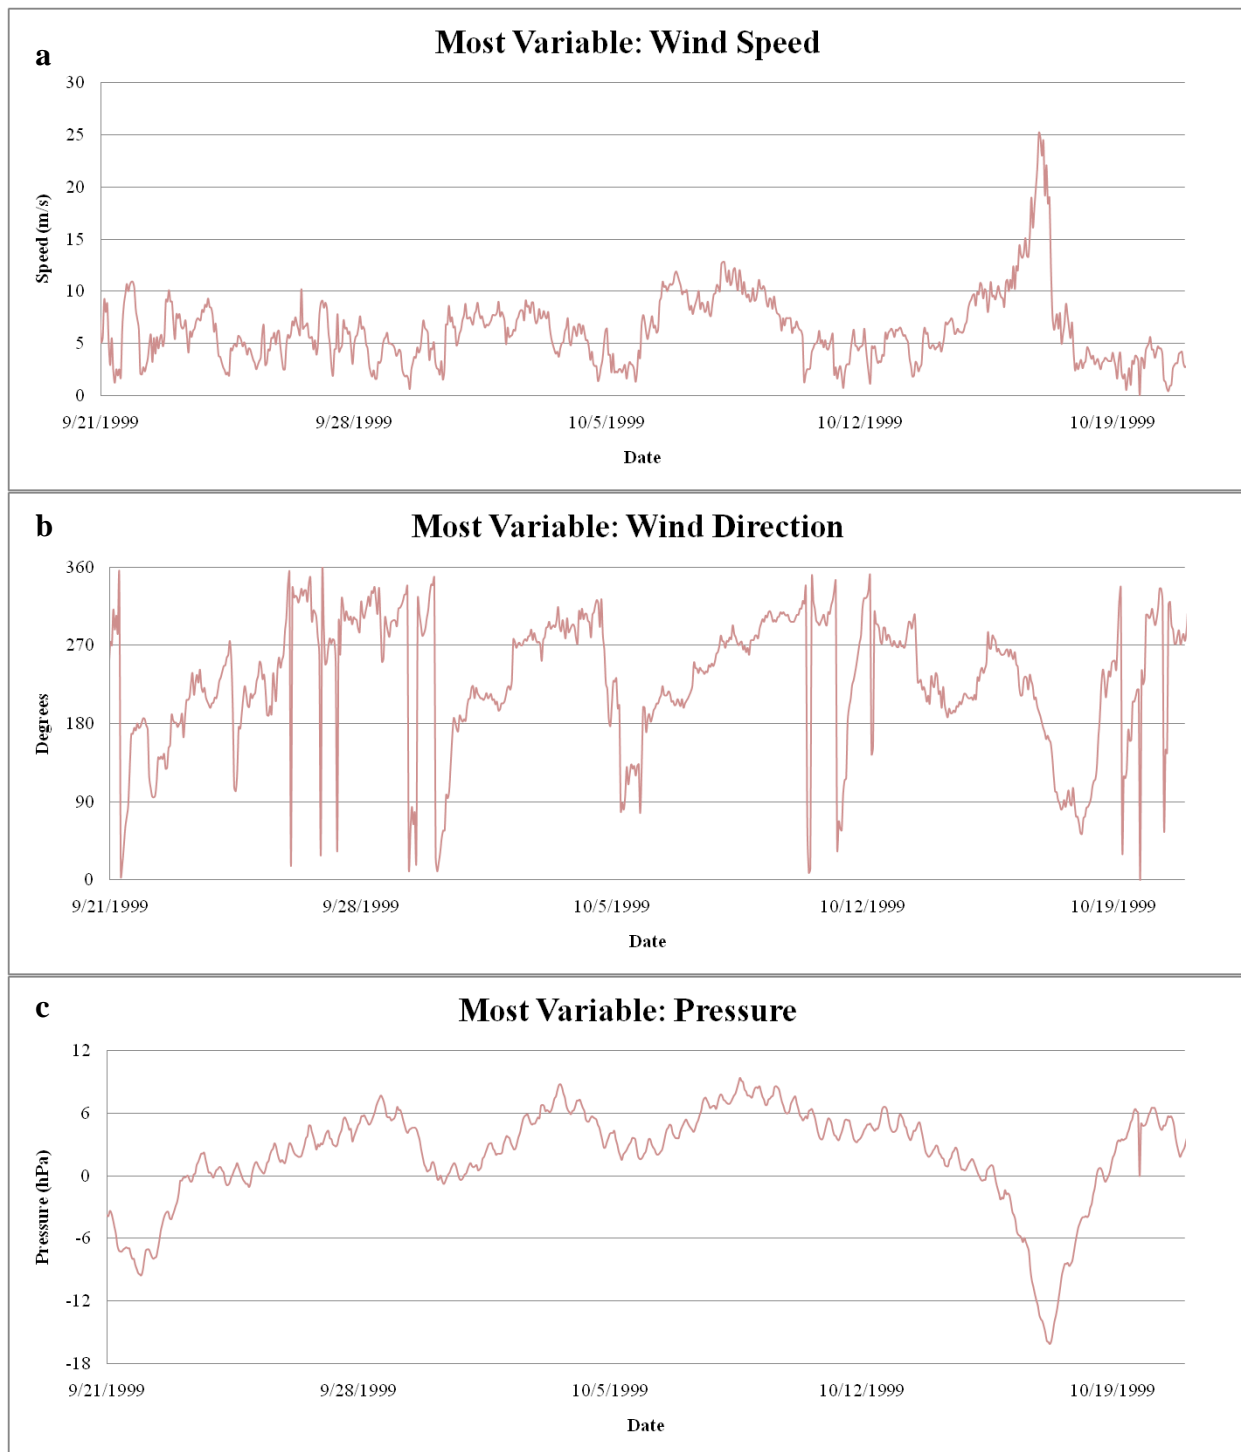 a
Most Variable: Wind Speed
30
25
20
15
10
5
0
Speed (m/s)
9/21/1999 9/28/1999 10/5/1999 10/12/1999 10/19/1999
Date
b
Most Variable: Wind Direction
360
270
180
90
0
Degrees
9/21/1999 9/28/1999 10/5/1999 10/12/1999 10/19/1999
Date
c
Most Variable: Pressure
12
6
0
-6
-12
-18
Pressure (hPa)
9/21/1999 9/28/1999 10/5/1999 10/12/1999 10/19/1999
Date